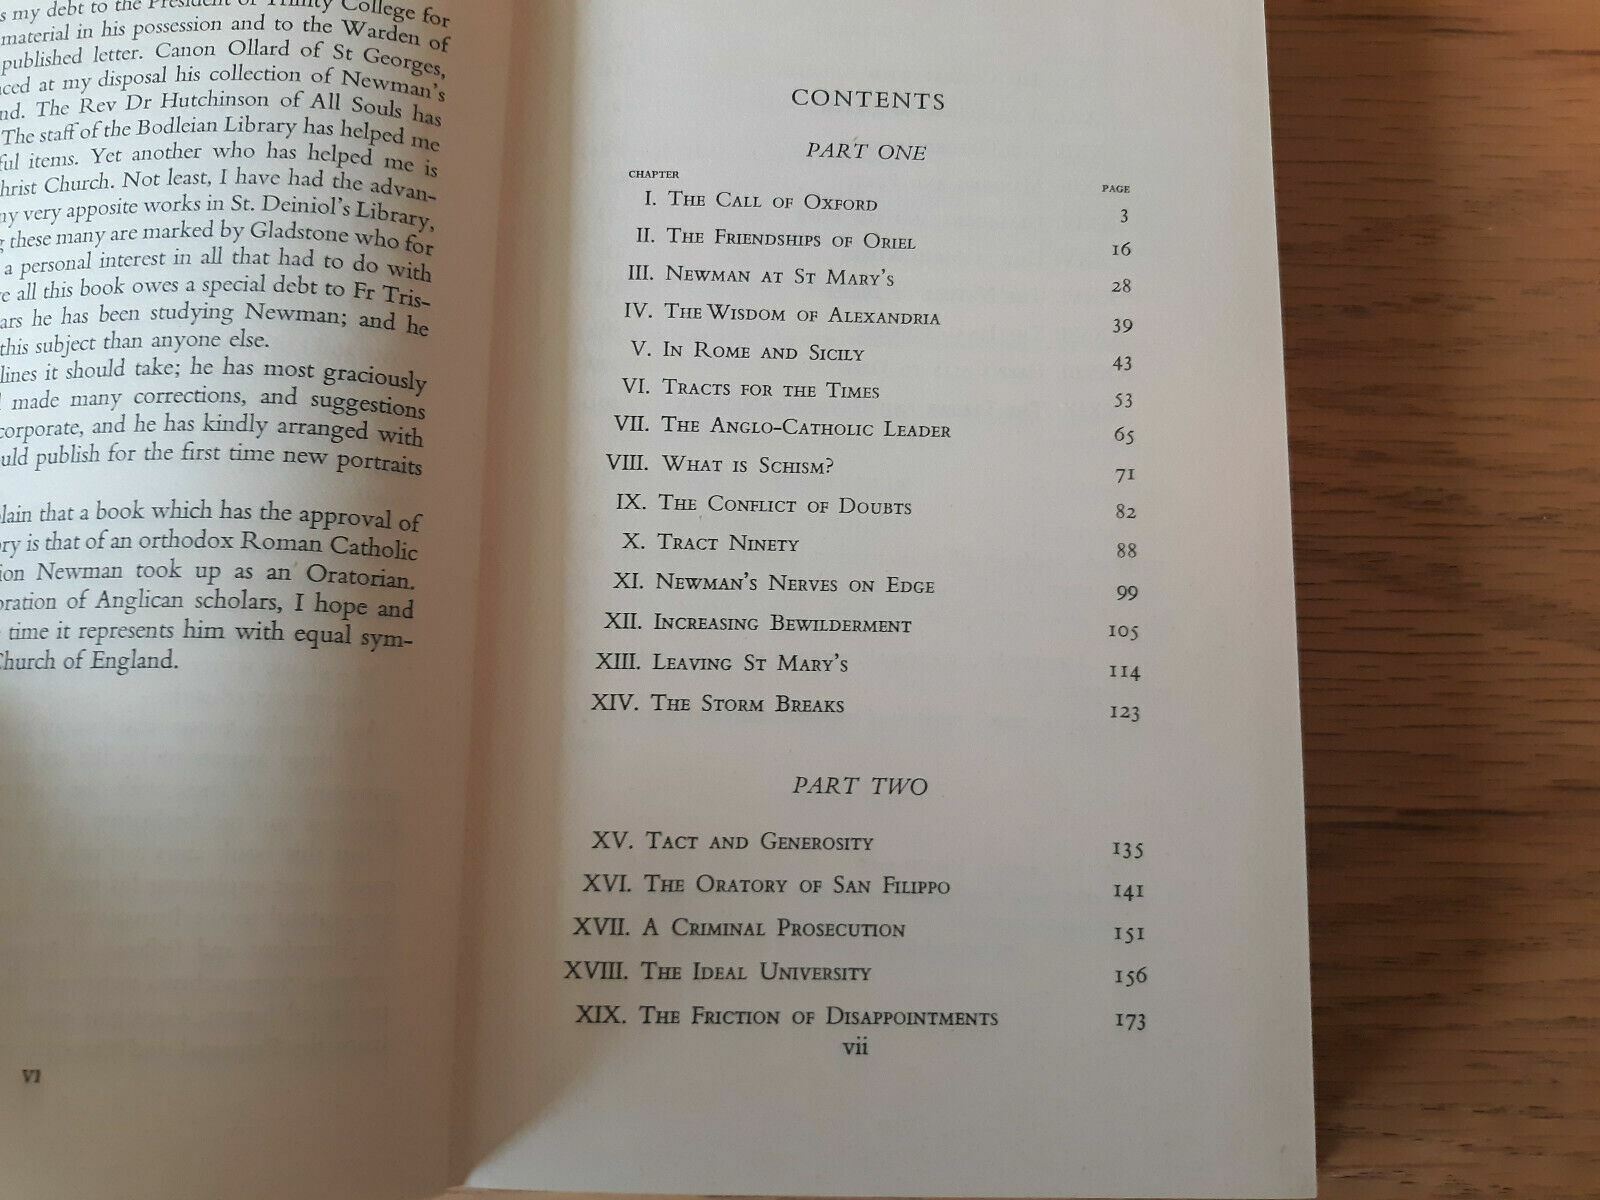 s my debt to the President of Trinity College for
material in his possession and to the Warden of
published letter. Canon Ollard of St Georges,
ced at my disposal his collection of Newman's
nd. The Rev Dr Hutchinson of All Souls has
The staff of the Bodleian Library has helped me
ful items. Yet another who has helped me is
hrist Church. Not least, I have had the advan-
ny very apposite works in St. Deiniol's Library,
g these many are marked by Gladstone who for
a personal interest in all that had to do with
e all this book owes a special debt to Fr Tris-
ars he has been studying Newman; and he
this subject than anyone else.
lines it should take; he has most graciously
made many corrections, and suggestions
corporate, and he has kindly arranged with
uld publish for the first time new portraits
lain that a book which has the approval of
ory is that of an orthodox Roman Catholic
ion Newman took up as an Oratorian.
oration of Anglican scholars, I hope and
time it represents him with equal sym-
Church of England.
VI
CONTENTS
PART ONE
CHAPTER PAGE
I. The Call of Oxford 3
II. The Friendships of Oriel 16
III. Newman at St Mary's 28
IV. The Wisdom of Alexandria 39
V. In Rome and Sicily 43
VI. Tracts for the Times 53
VII. The Anglo-Catholic Leader 65
VIII. What is Schism? 71
IX. The Conflict of Doubts 82
X. Tract Ninety 88
XI. Newman's Nerves on Edge 99
XII. Increasing Bewilderment 105
XIII. Leaving St Mary's 114
XIV. The Storm Breaks 123
PART TWO
XV. Tact and Generosity 135
XVI. The Oratory of San Filippo 141
XVII. A Criminal Prosecution 151
XVIII. The Ideal University 156
XIX. The Friction of Disappointments 173
vii